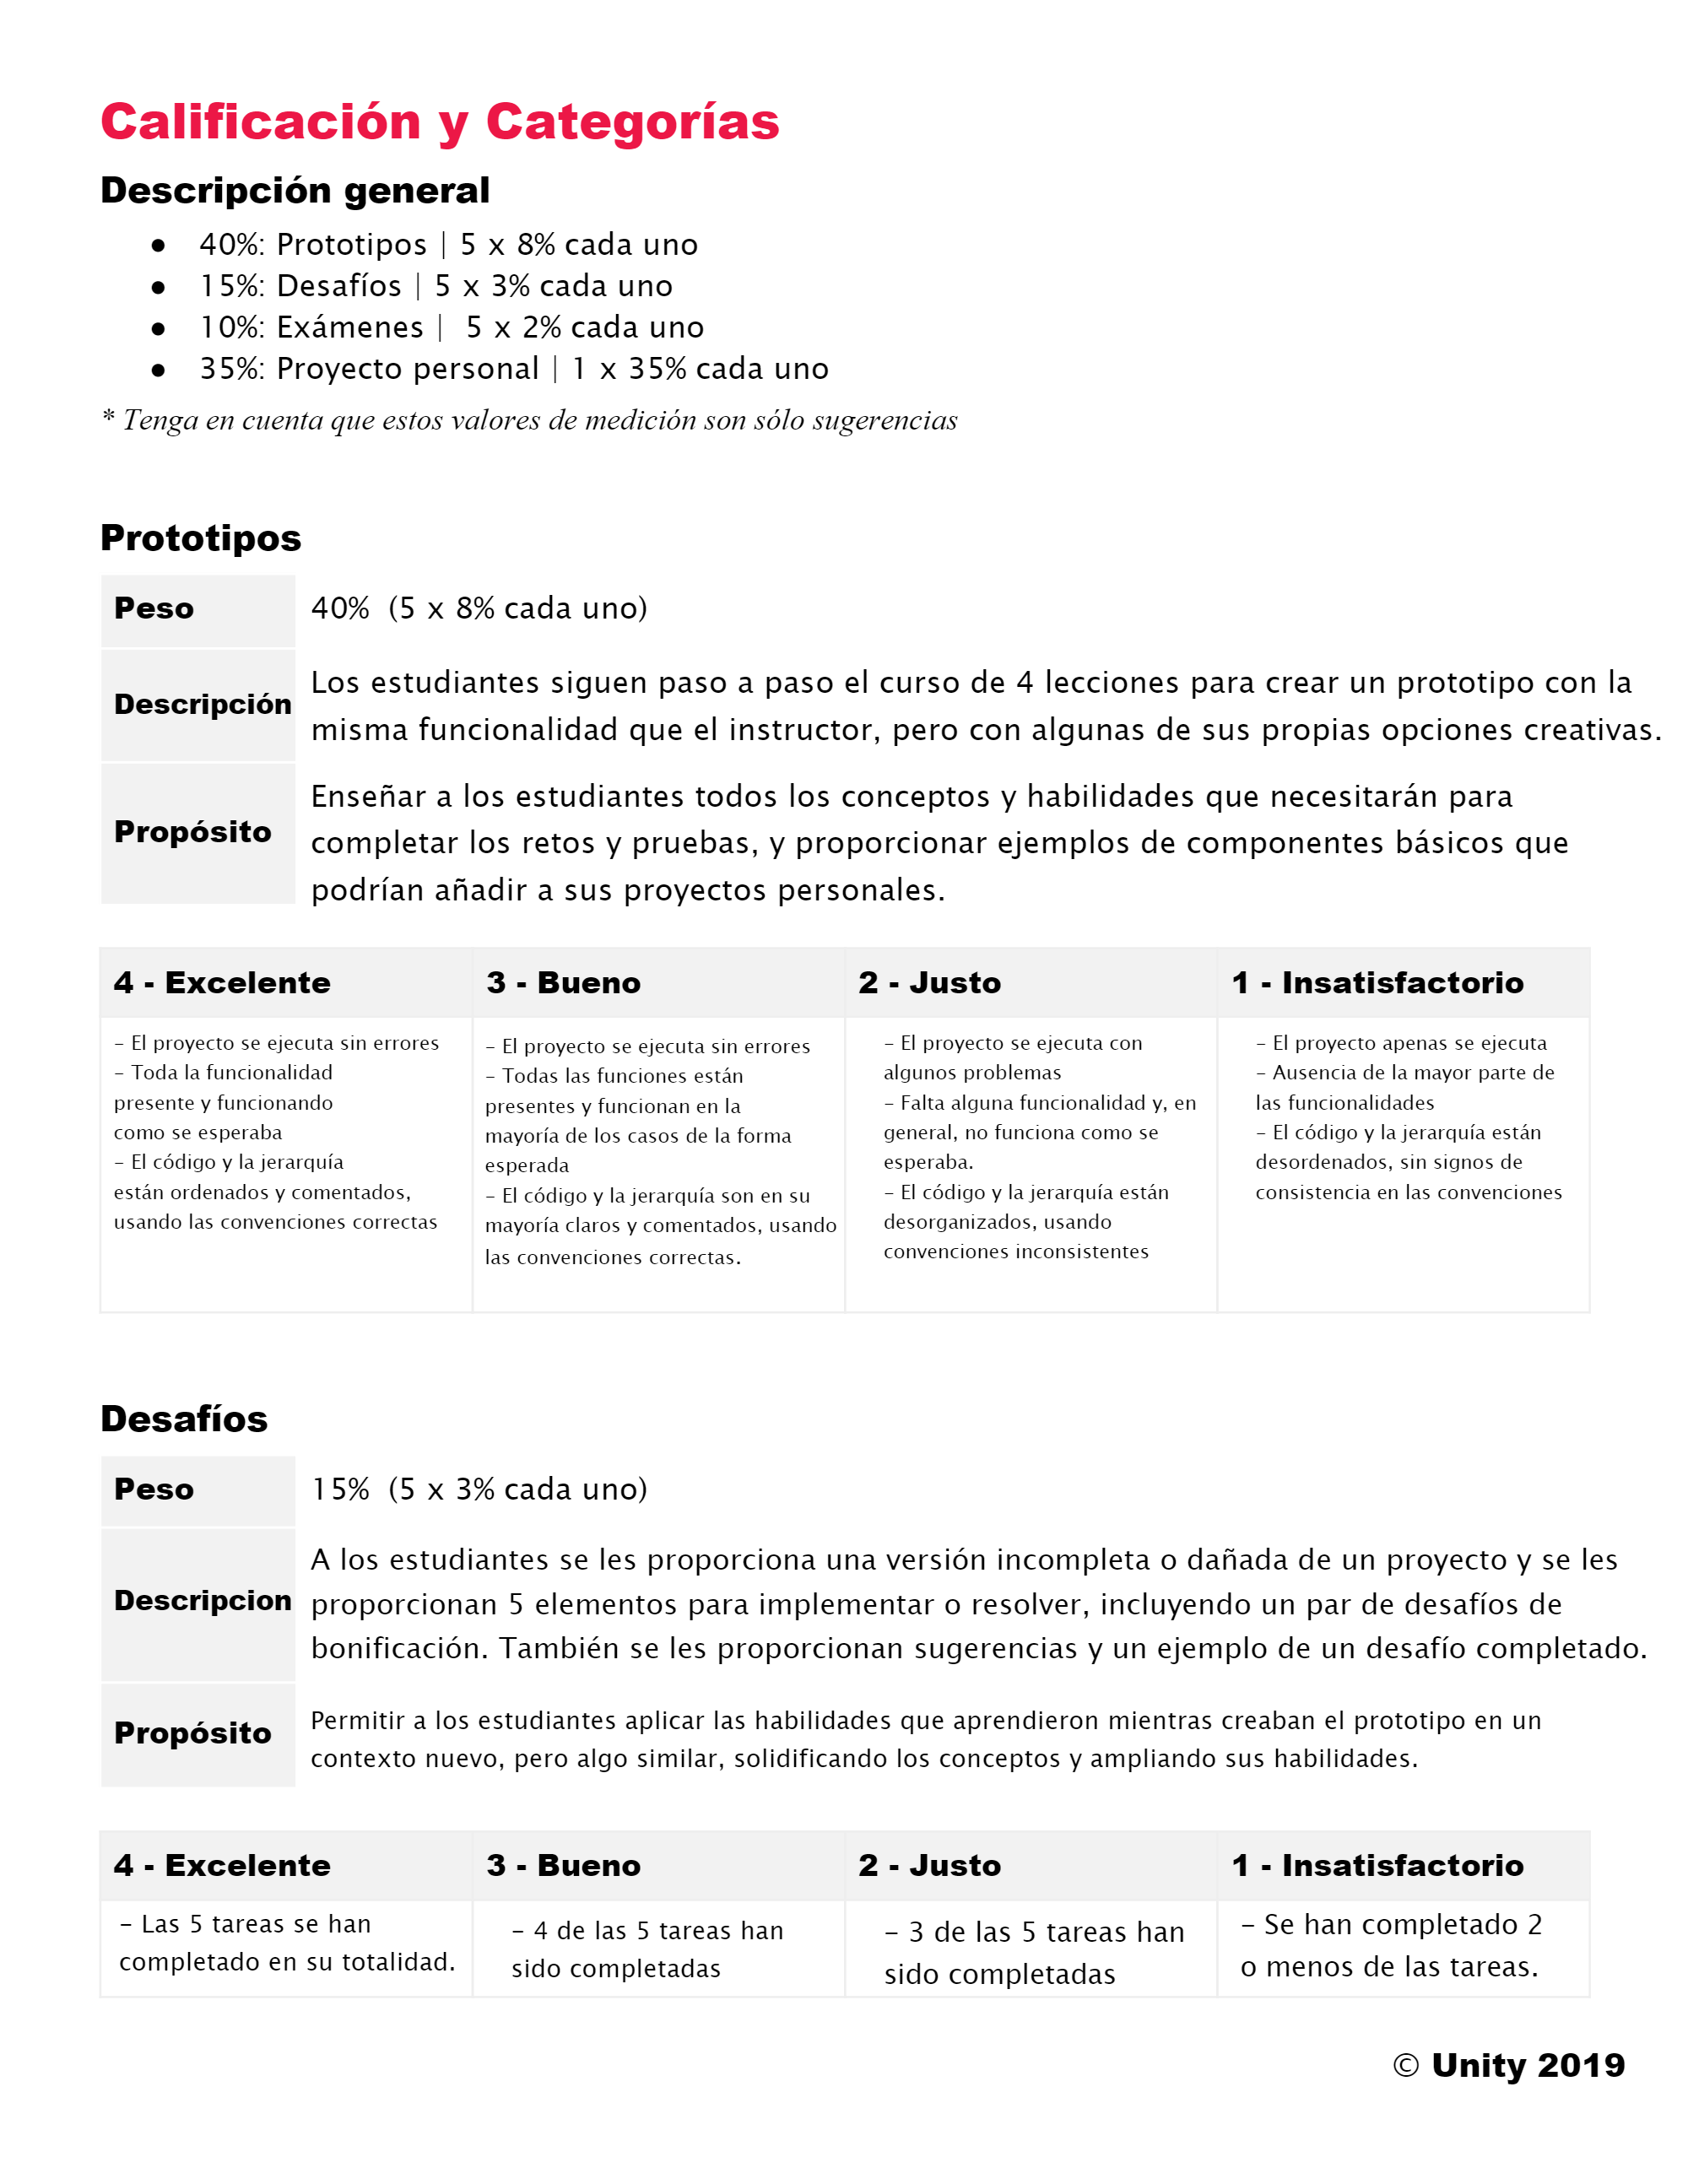 Calificación y Categorías
Descripción general
● 40%: Prototipos | 5 x 8% cada uno
● 15%: Desafíos | 5 x 3% cada uno
● 10%: Exámenes | 5 x 2% cada uno
● 35%: Proyecto personal | 1 x 35% cada uno
* Tenga en cuenta que estos valores de medición son sólo sugerencias
Prototipos
Peso
40% (5 x 8% cada uno)
Descripción
Los estudiantes siguen paso a paso el curso de 4 lecciones para crear un prototipo con la
misma funcionalidad que el instructor, pero con algunas de sus propias opciones creativas.
Propósito
Enseñar a los estudiantes todos los conceptos y habilidades que necesitarán para
completar los retos y pruebas, y proporcionar ejemplos de componentes básicos que
podrían añadir a sus proyectos personales.
4 - Excelente
– El proyecto se ejecuta sin errores
– Toda la funcionalidad
presente y funcionando
como se esperaba
– El código y la jerarquía
están ordenados y comentados,
usando las convenciones correctas
3 - Bueno
– El proyecto se ejecuta sin errores
– Todas las funciones están
presentes y funcionan en la
mayoría de los casos de la forma
esperada
– El código y la jerarquía son en su
mayoría claros y comentados, usando
las convenciones correctas.
2 - Justo
– El proyecto se ejecuta con
algunos problemas
– Falta alguna funcionalidad y, en
general, no funciona como se
esperaba.
– El código y la jerarquía están
desorganizados, usando
convenciones inconsistentes
1 - Insatisfactorio
– El proyecto apenas se ejecuta
– Ausencia de la mayor parte de
las funcionalidades
– El código y la jerarquía están
desordenados, sin signos de
consistencia en las convenciones
Desafíos
Peso
15% (5 x 3% cada uno)
Descripcion
A los estudiantes se les proporciona una versión incompleta o dañada de un proyecto y se les
proporcionan 5 elementos para implementar o resolver, incluyendo un par de desafíos de
bonificación. También se les proporcionan sugerencias y un ejemplo de un desafío completado.
Propósito
Permitir a los estudiantes aplicar las habilidades que aprendieron mientras creaban el prototipo en un
contexto nuevo, pero algo similar, solidificando los conceptos y ampliando sus habilidades.
4 - Excelente
– Las 5 tareas se han
completado en su totalidad.
3 - Bueno
– 4 de las 5 tareas han
sido completadas
2 - Justo
– 3 de las 5 tareas han
sido completadas
1 - Insatisfactorio
– Se han completado 2
o menos de las tareas.
© Unity 2019